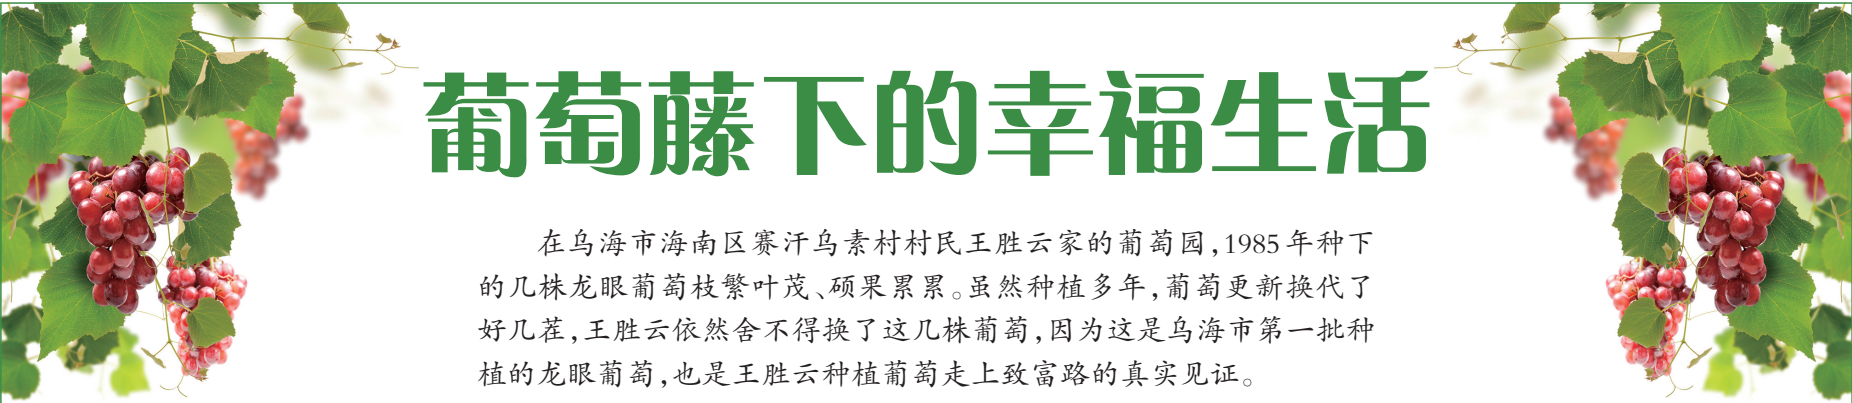 葡萄藤下的幸福生活
在乌海市海南区赛汗乌素村村民王胜云家的葡萄园，1985年种下
的几株龙眼葡萄枝繁叶茂、硕果累累。虽然种植多年，葡萄更新换代了
好几茬，王胜云依然舍不得换了这几株葡萄，因为这是乌海市第一批种
植的龙眼葡萄，也是王胜云种植葡萄走上致富路的真实见证。